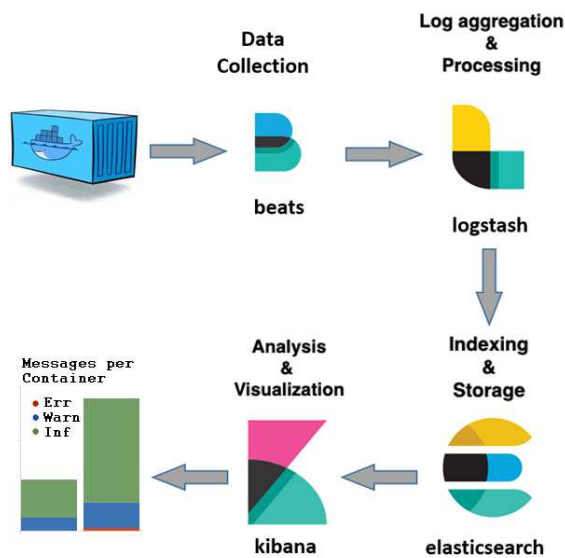 Data
Collection
Log aggregation
&
Processing
beats
logstash
Messages per
Container
Err
Warn
Inf
Analysis
&
Visualization
Indexing
&
Storage
kibana
elasticsearch